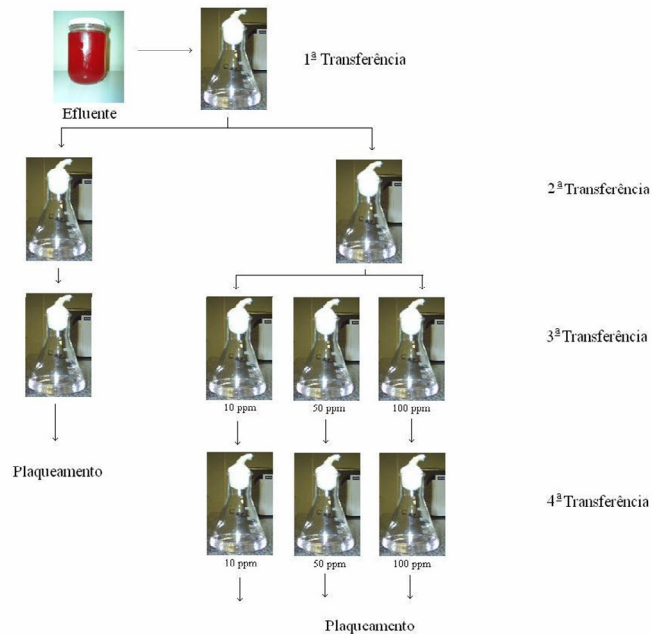 1ª Transferência
Efluente
2ª Transferência
3ª Transferência
10 ppm
50 ppm
100 ppm
Plaqueamento
4ª Transferência
10 ppm
50 ppm
100 ppm
Plaqueamento